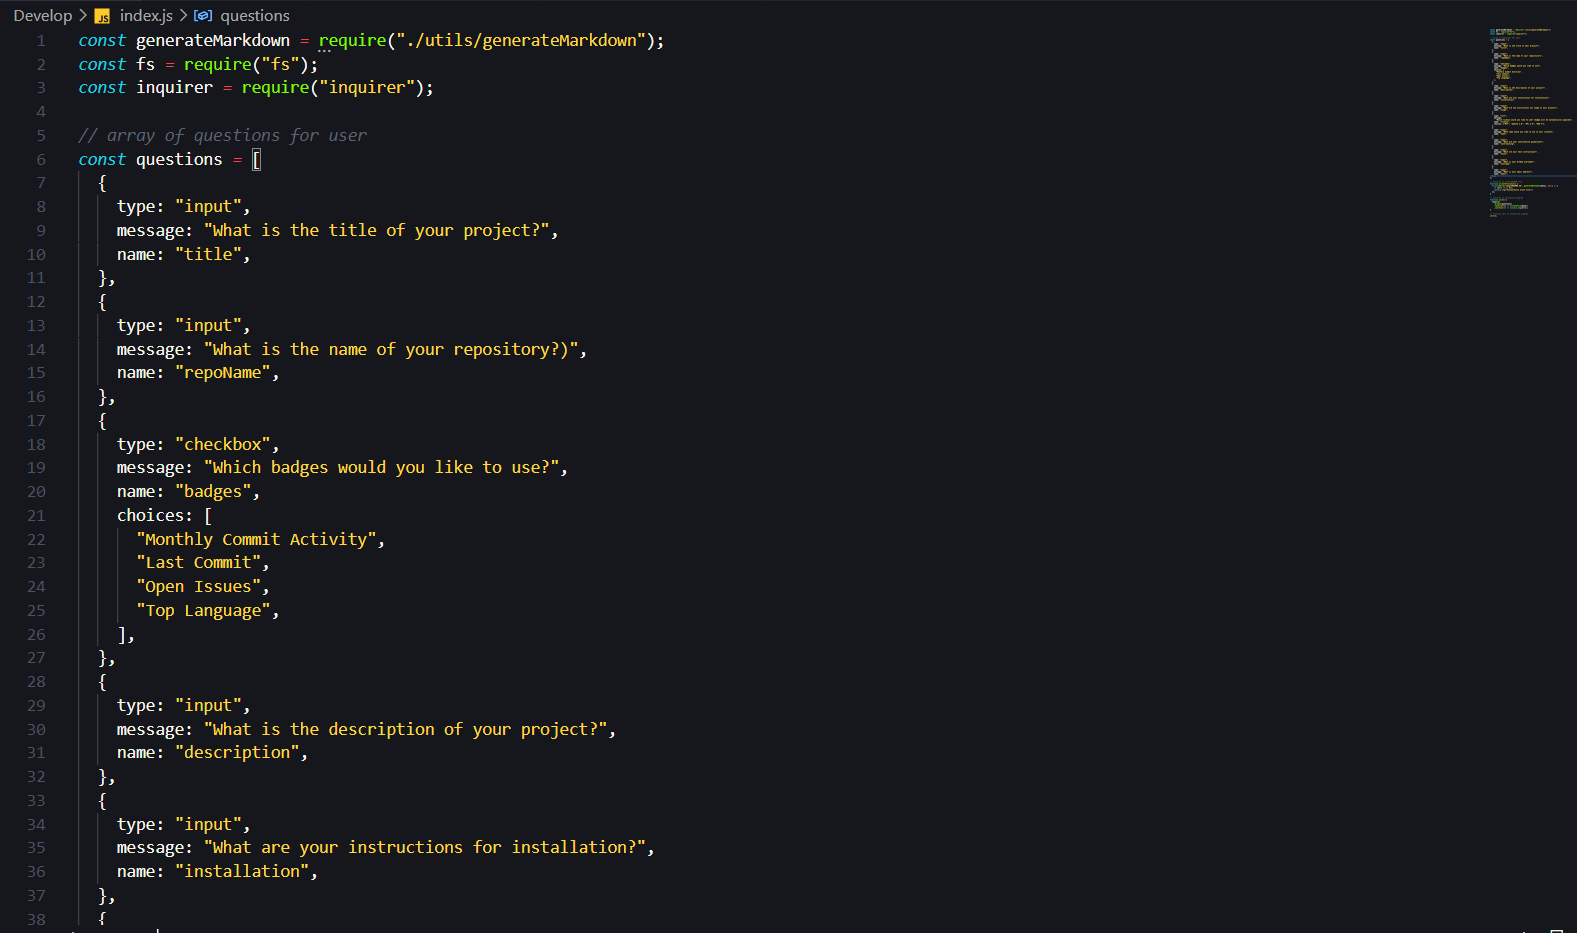 Develop > JS index.js > questions
1 const generateMarkdown = require("./utils/generateMarkdown");
2 const fs = require("fs");
3 const inquirer = require("inquirer");
4
5 // array of questions for user
6 const questions = [
7 {
8 type: "input",
9 message: "What is the title of your project?",
10 name: "title",
11 },
12 {
13 type: "input",
14 message: "What is the name of your repository?)",
15 name: "repoName",
16 },
17 {
18 type: "checkbox",
19 message: "Which badges would you like to use?",
20 name: "badges",
21 choices: [
22 "Monthly Commit Activity",
23 "Last Commit",
24 "Open Issues",
25 "Top Language",
26 ],
27 },
28 {
29 type: "input",
30 message: "What is the description of your project?",
31 name: "description",
32 },
33 {
34 type: "input",
35 message: "What are your instructions for installation?",
36 name: "installation",
37 },
38 {